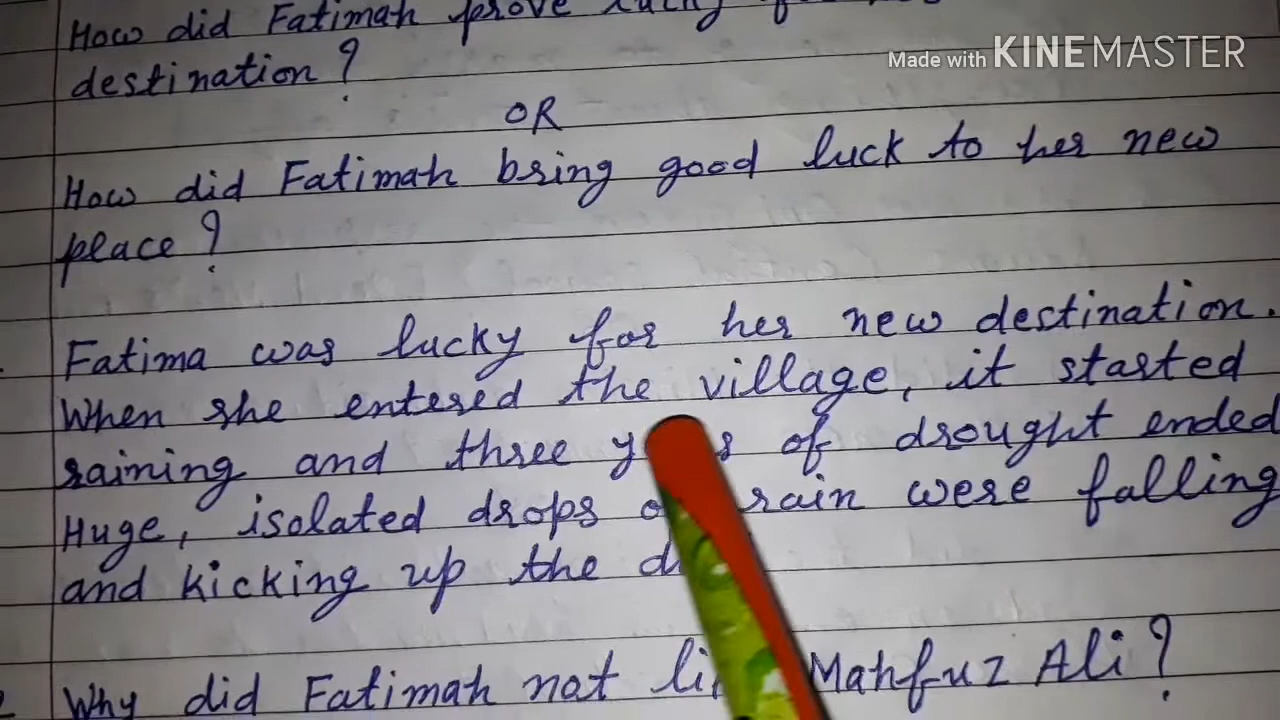 How did Fatimah prove lucky
destination?
Made with KINEMASTER
OR
How did Fatimah bring good luck to her new
place?
Fatima was lucky for her new destination.
When she entered the village, it started
raining and three of drought ended
Huge, isolated drops rain were falling
and kicking up the
Why did Fatimah not Mahfuz Ali?